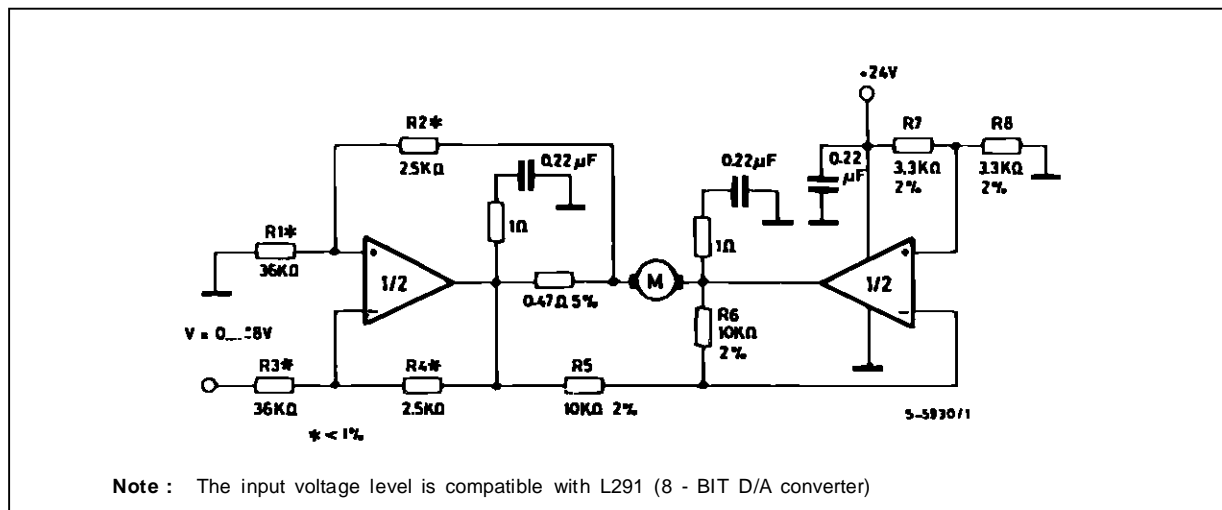 +24V
R2*
2.5KΩ
0.22µF
0.22µF
0.22
µF
R7
3.3KΩ
2%
R8
3.3KΩ
2%
1Ω
1Ω
R1*
36KΩ
+
1/2
−
0.47Ω 5%
M
+
1/2
−
R6
10KΩ
2%
R3*
36KΩ
R4*
2.5KΩ
R5
10KΩ 2%
* < 1%
S-5930/1
Note : The input voltage level is compatible with L291 (8 - BIT D/A converter)